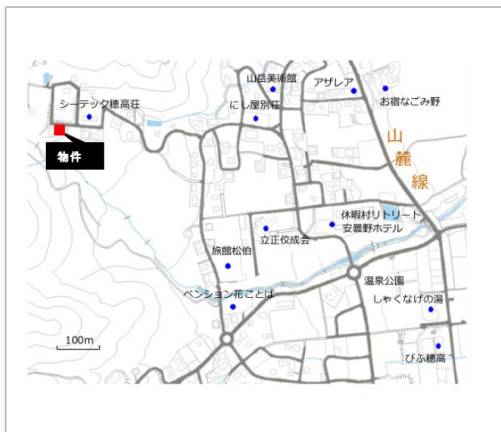 山岳美術館
アザレア
シーテック穂高荘
にし屋別荘
お宿なごみ野
物件
山麓線
休暇村リトリート
安曇野ホテル
立正佼成会
旅館松伯
温泉公園
ペンション花ことば
しゃくなげの湯
100m
びふ穂高